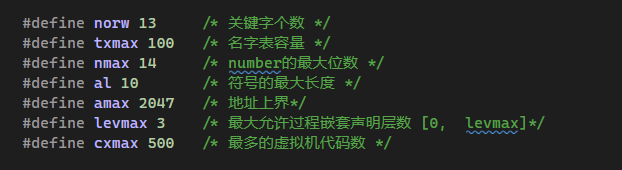 #define norw 13 /* 关键字个数 */
#define txmax 100 /* 名字表容量 */
#define nmax 14 /* number的最大位数 */
#define al 10 /* 符号的最大长度 */
#define amax 2047 /* 地址上界*/
#define levmax 3 /* 最大允许过程嵌套声明层数 [0, levmax]*/
#define cxmax 500 /* 最多的虚拟机代码数 */